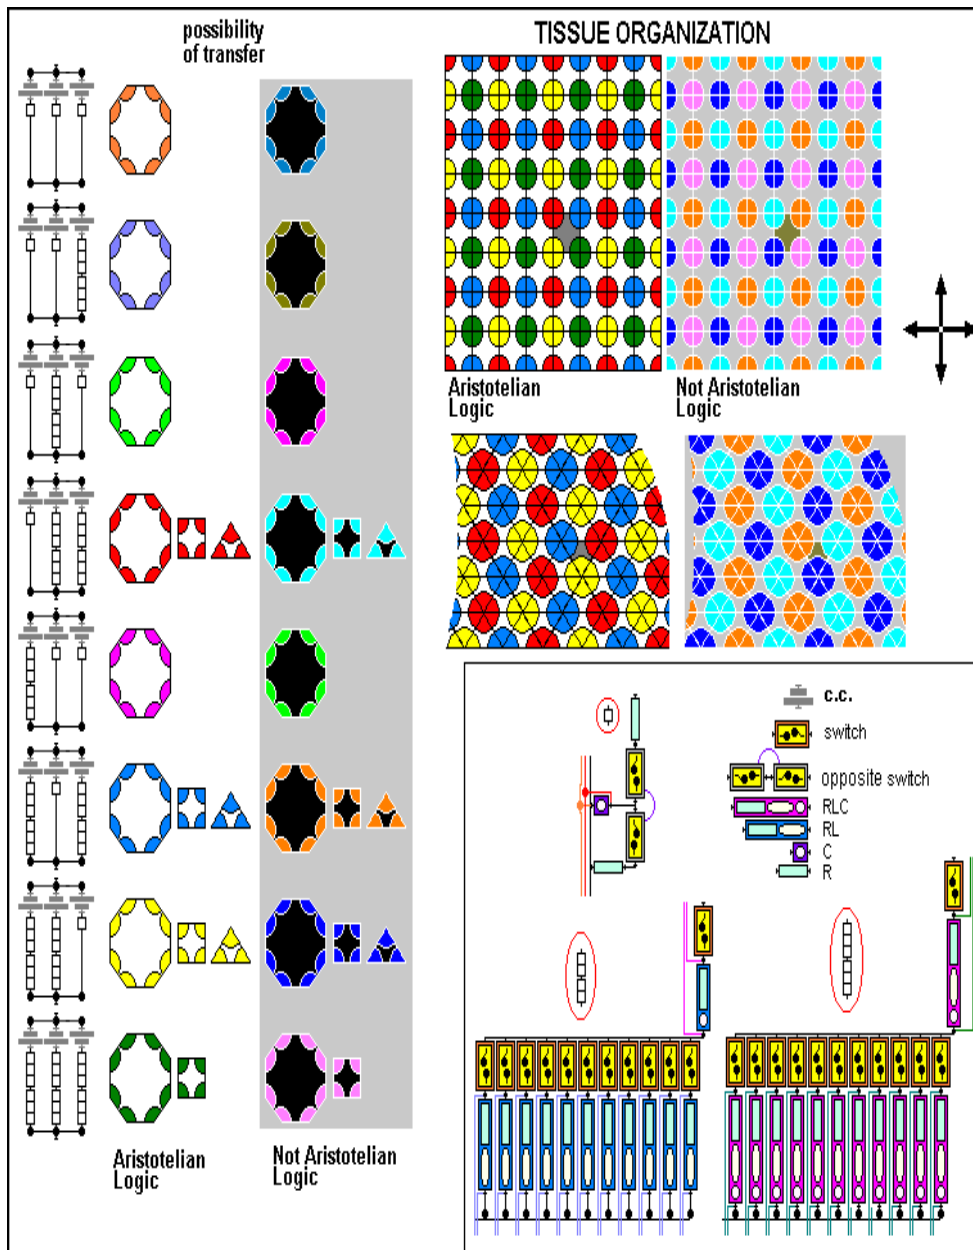 possibility
of transfer
TISSUE ORGANIZATION
Aristotelian
Logic
Not Aristotelian
Logic
c.c.
switch
opposite switch
RLC
RL
C
R
Aristotelian
Logic
Not Aristotelian
Logic